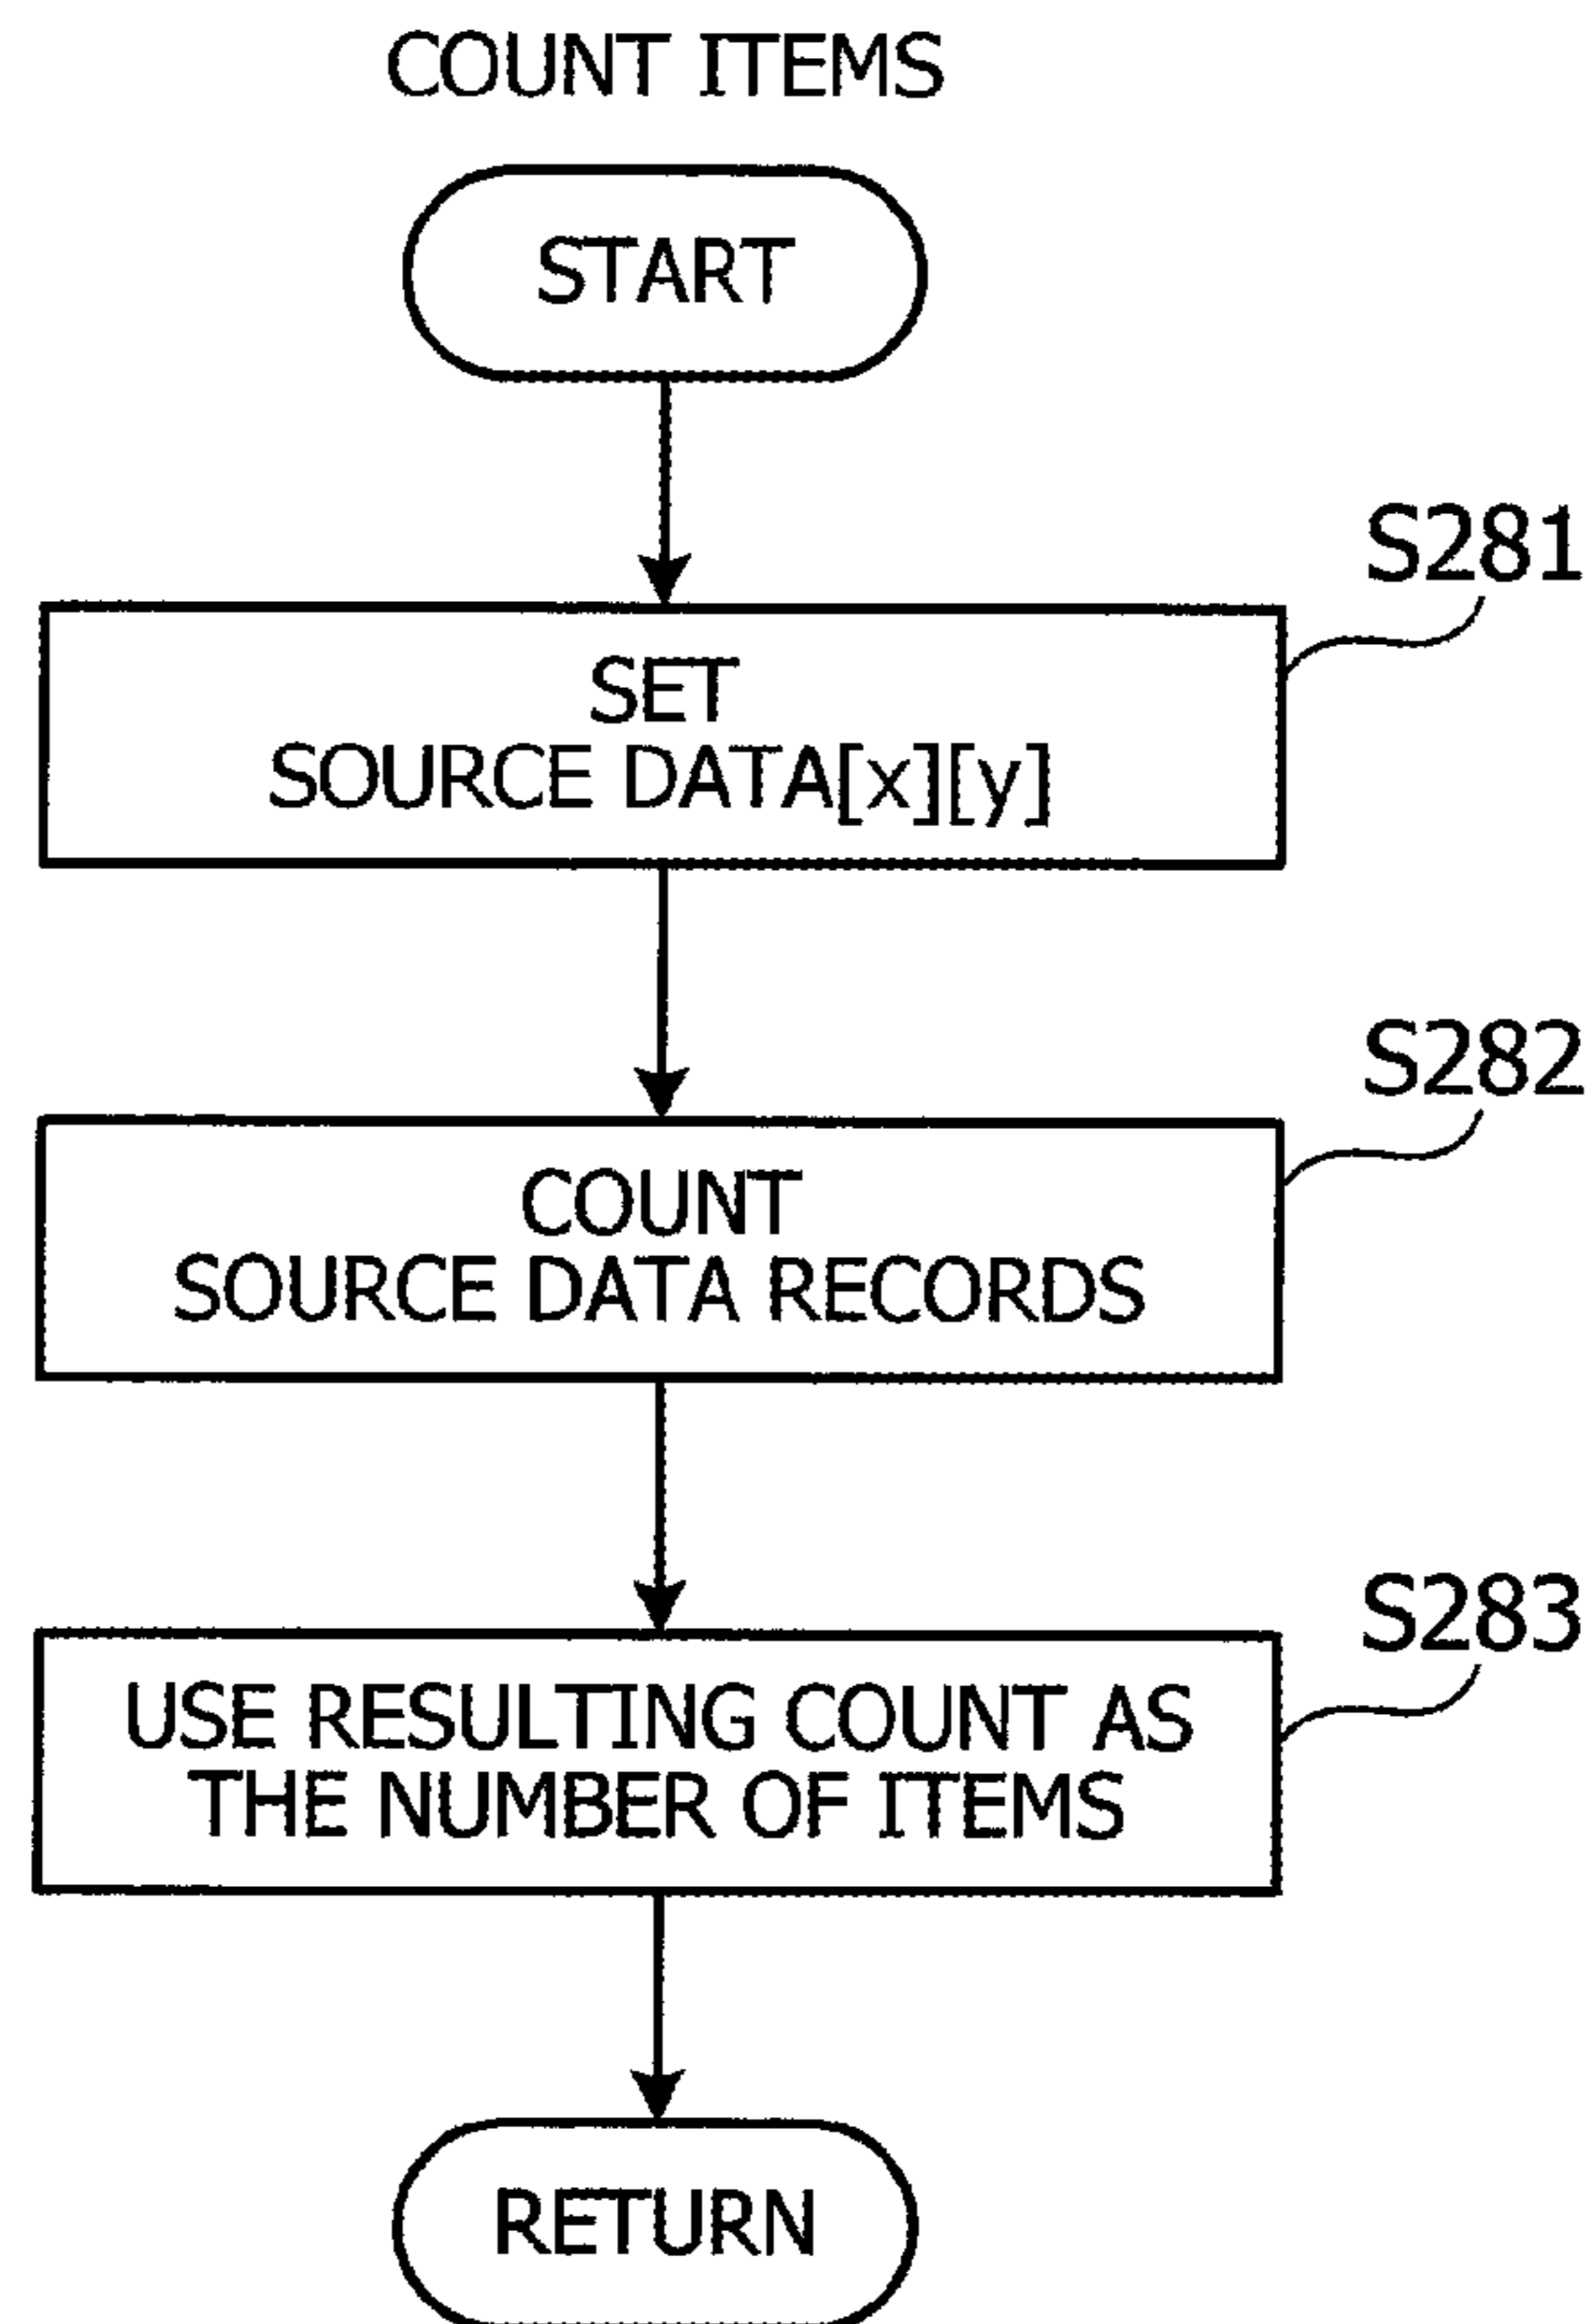 COUNT ITEMS
START
S281
SET
SOURCE DATA[x][y]
S282
COUNT
SOURCE DATA RECORDS
S283
USE RESULTING COUNT AS
THE NUMBER OF ITEMS
RETURN